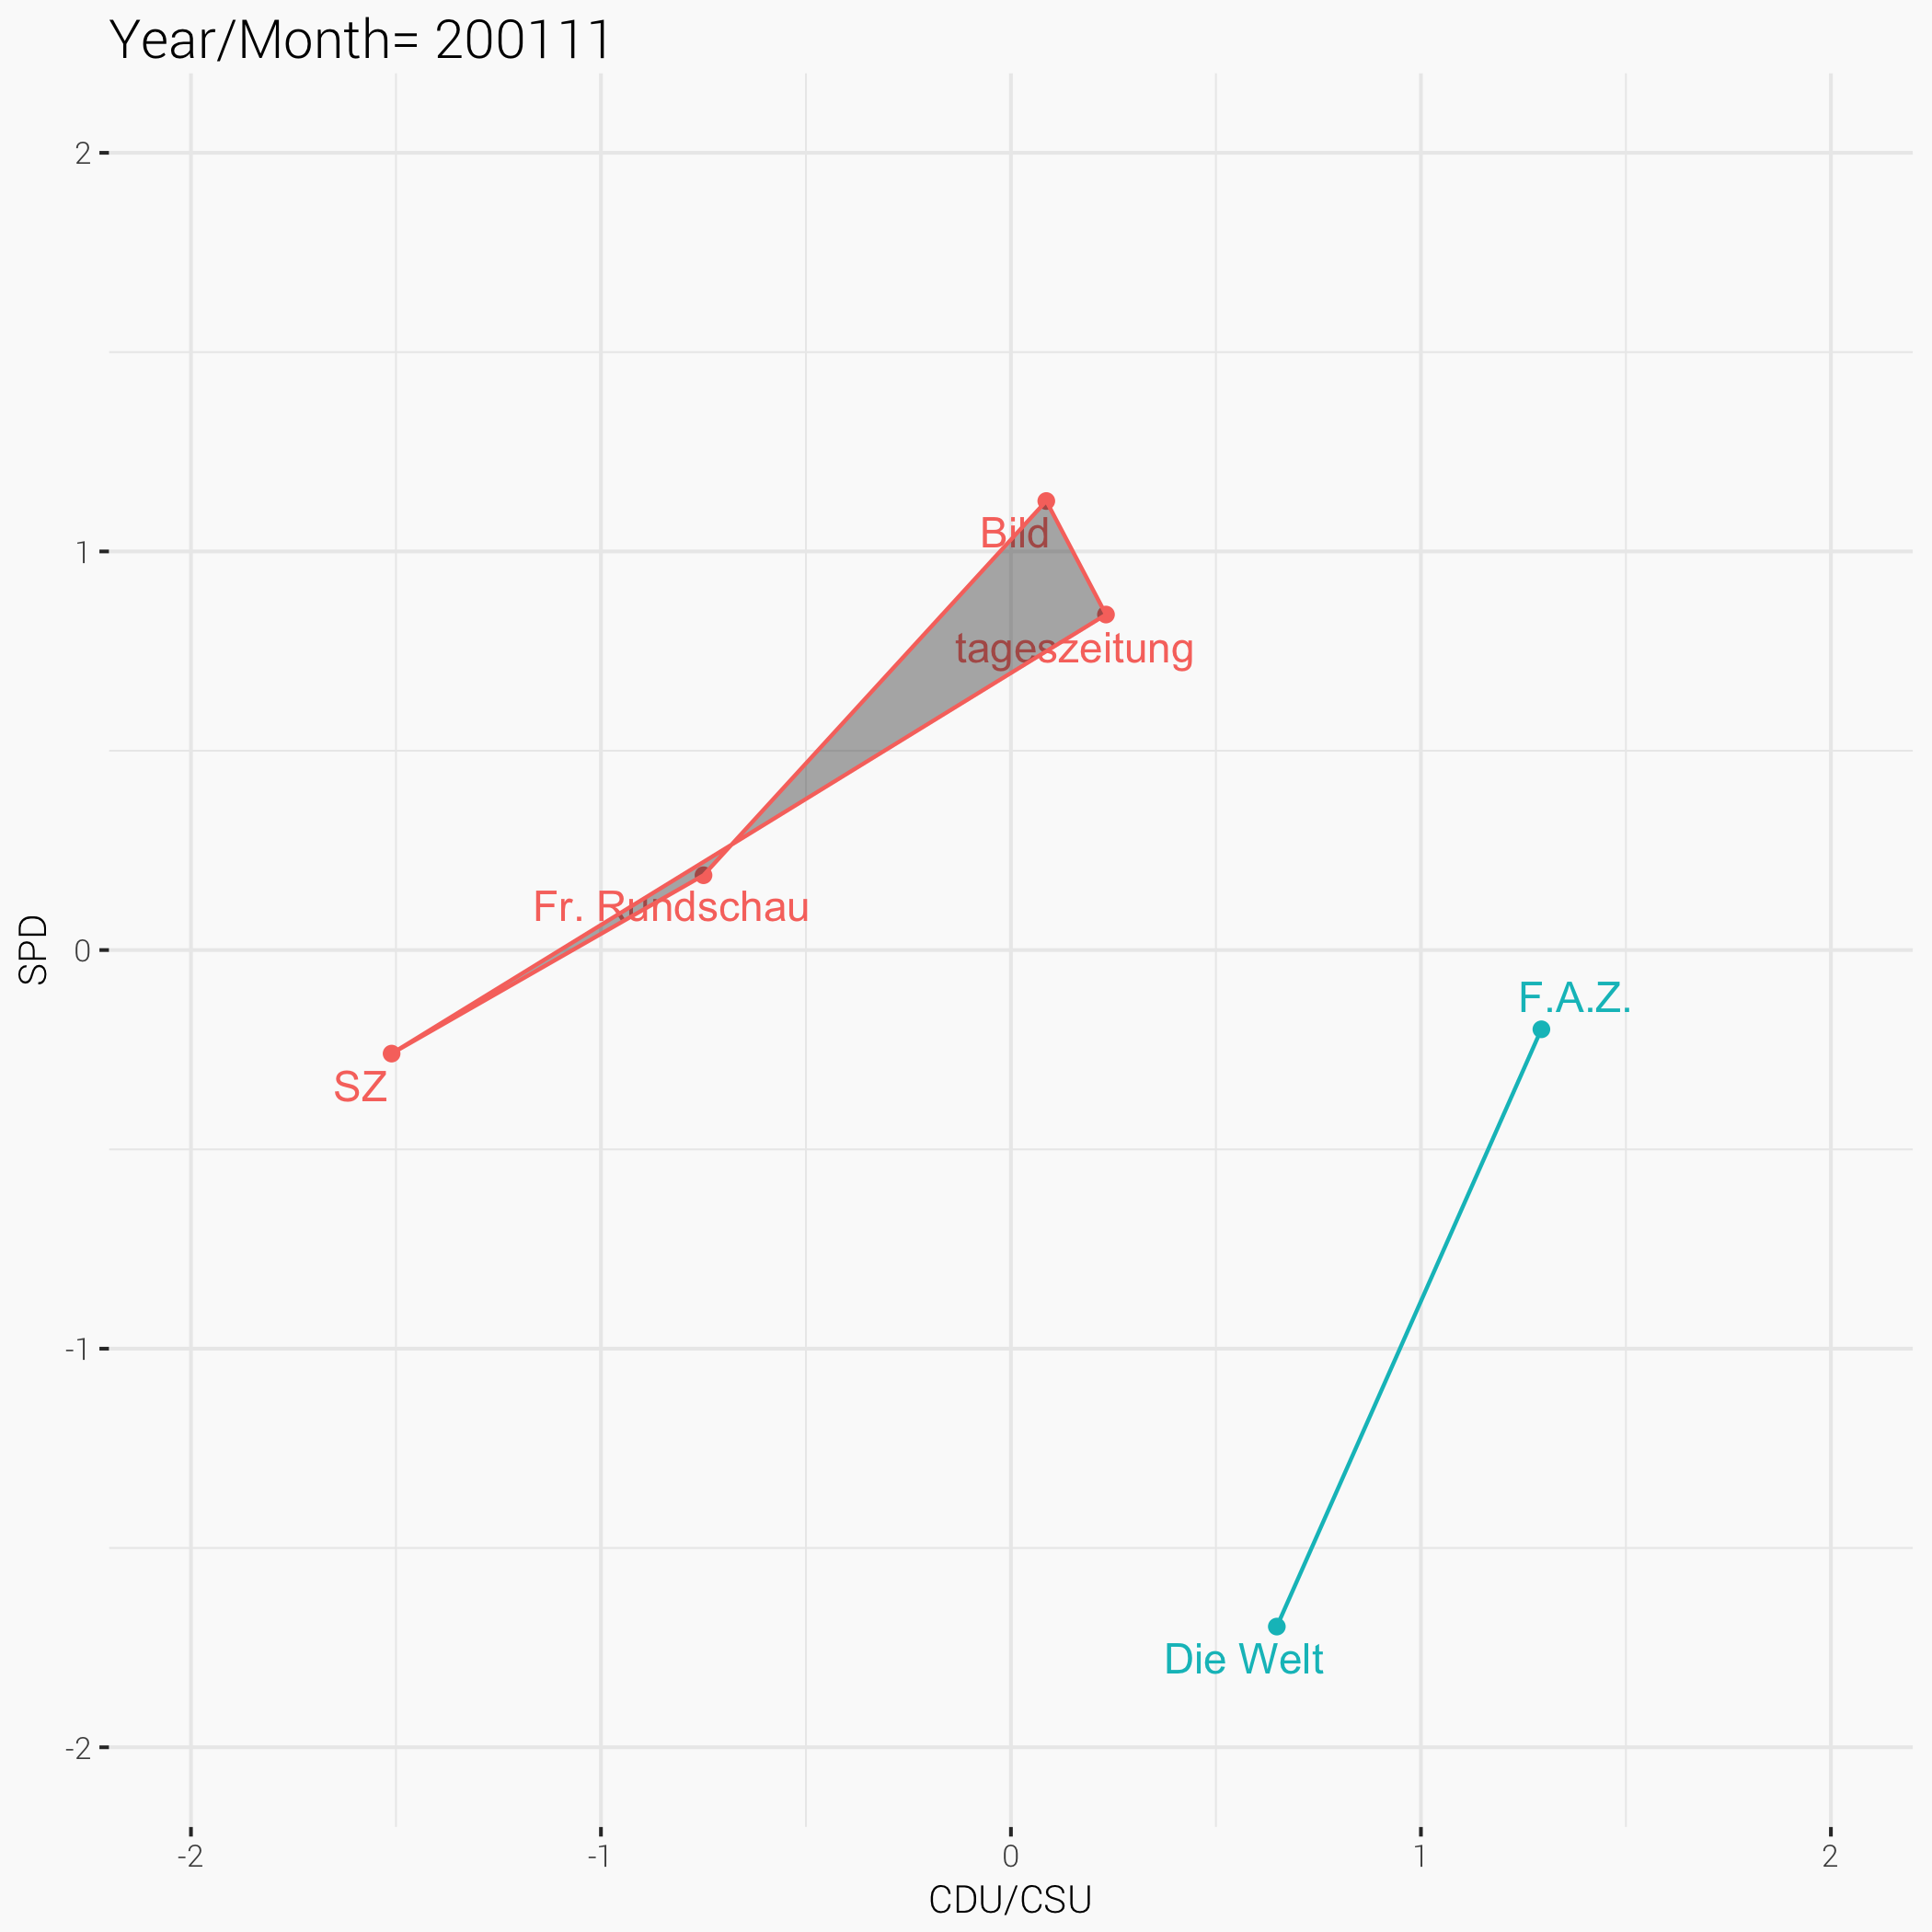 Year/Month= 200111
2
1
0
-1
-2
SPD
Bild
tageszeitung
Fr. Rundschau
SZ
F.A.Z.
Die Welt
-2 -1 0 1 2
CDU/CSU